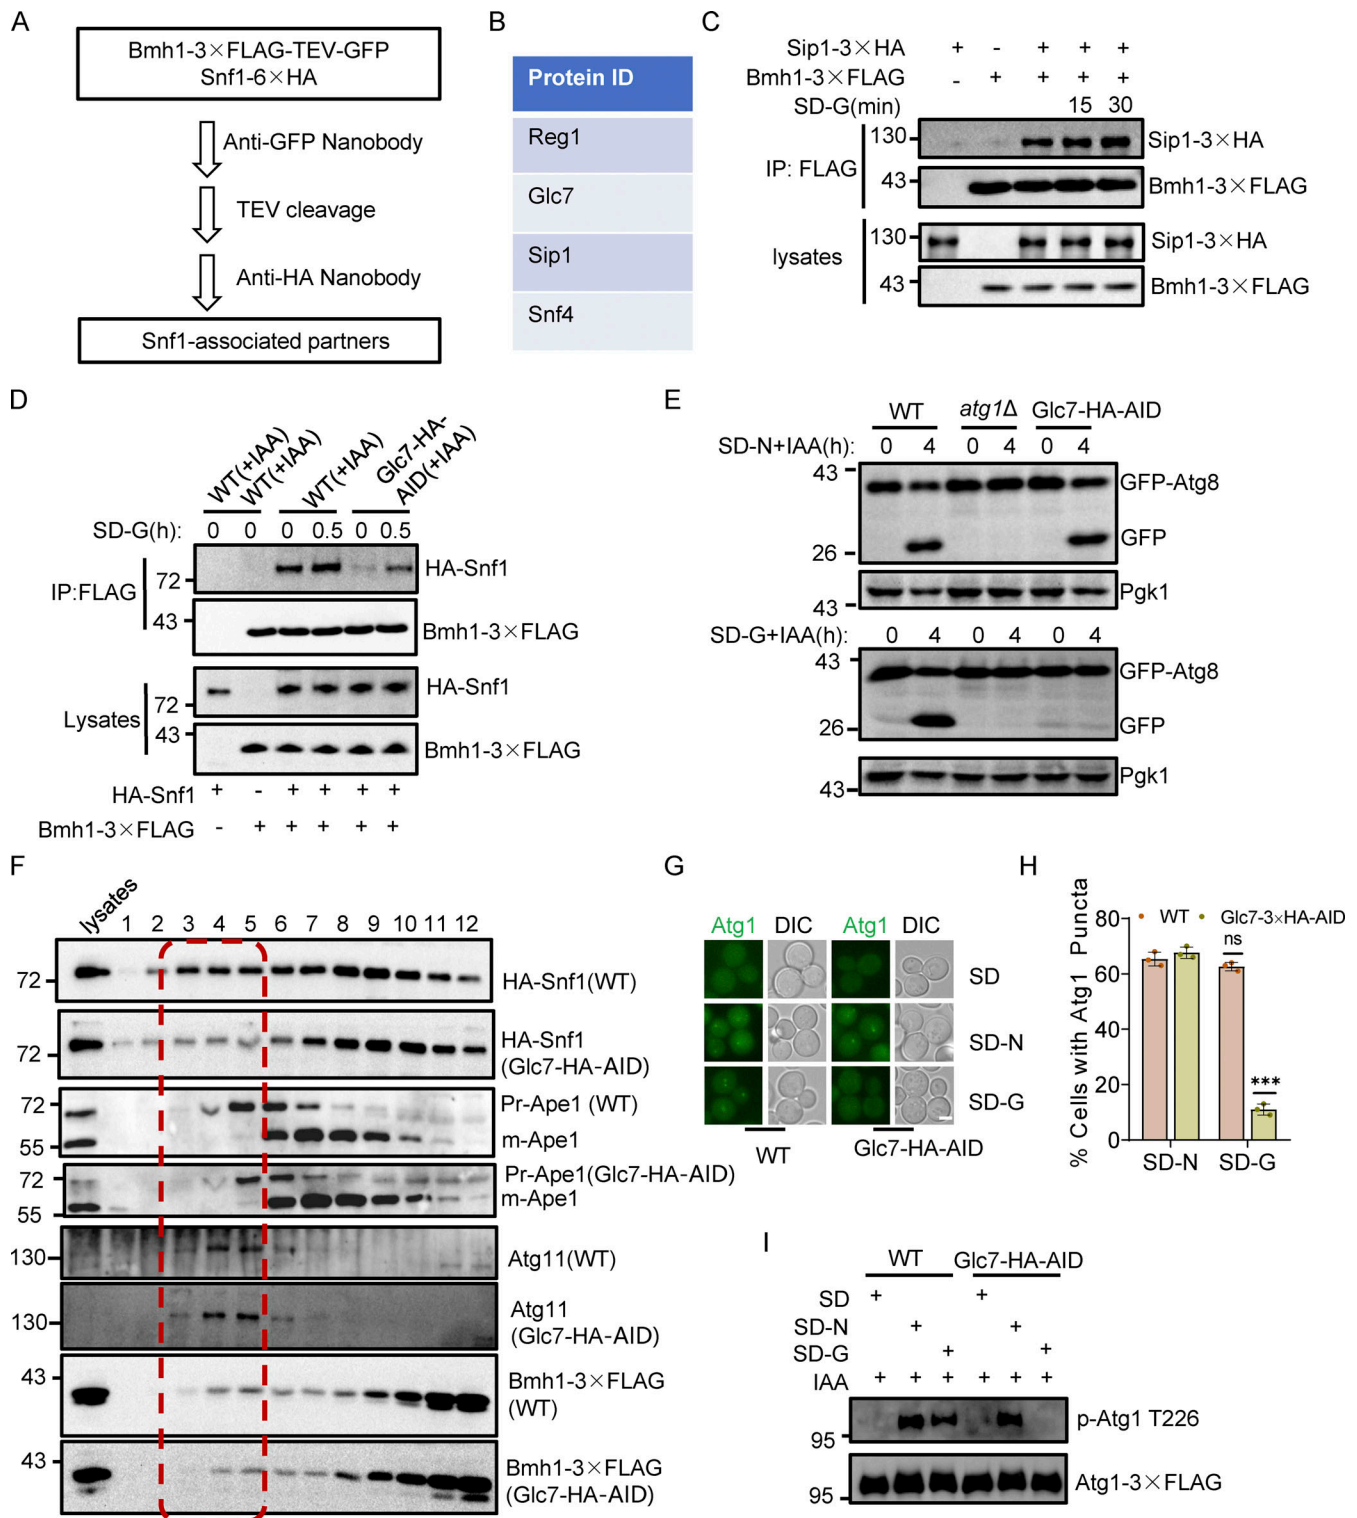 A
Bmh1-3×FLAG-TEV-GFP
Snf1-6×HA
Anti-GFP Nanobody
TEV cleavage
Anti-HA Nanobody
Snf1-associated partners
B
Protein ID
Reg1
Glc7
Sip1
Snf4
C
Sip1-3×HA + - + + +
Bmh1-3×FLAG - + + + +
SD-G(min) 15 30
IP: FLAG
130
Sip1-3×HA
43
Bmh1-3×FLAG
lysates
130
Sip1-3×HA
43
Bmh1-3×FLAG
D
WT(+IAA)
WT(+IAA)
WT(+IAA)
Glc7-HA-
AID(+IAA)
SD-G(h): 0 0 0 0.5 0 0.5
IP:FLAG
72
HA-Snf1
43
Bmh1-3×FLAG
Lysates
72
HA-Snf1
43
Bmh1-3×FLAG
HA-Snf1 + - + + + +
Bmh1-3×FLAG - + + + + +
E
WT atg1Δ Glc7-HA-AID
SD-N+IAA(h): 0 4 0 4 0 4
43
GFP-Atg8
GFP
26
Pgk1
43
SD-G+IAA(h): 0 4 0 4 0 4
43
GFP-Atg8
GFP
26
Pgk1
43
F
lysates 1 2 3 4 5 6 7 8 9 10 11 12
72
HA-Snf1(WT)
72
HA-Snf1
(Glc7-HA-AID)
72
Pr-Ape1 (WT)
55
m-Ape1
72
Pr-Ape1(Glc7-HA-AID)
m-Ape1
55
130
Atg11(WT)
130
Atg11
(Glc7-HA-AID)
43
Bmh1-3×FLAG
(WT)
43
Bmh1-3×FLAG
(Glc7-HA-AID)
G
Atg1 DIC Atg1 DIC
SD
SD-N
SD-G
WT
Glc7-HA-AID
H
% Cells with Atg1 Puncta
80
60
40
20
0
WT Glc7-3×HA-AID
ns
***
SD-N SD-G
I
WT Glc7-HA-AID
SD + +
SD-N + +
SD-G + +
IAA + + + + + +
p-Atg1 T226
95
Atg1-3×FLAG
95